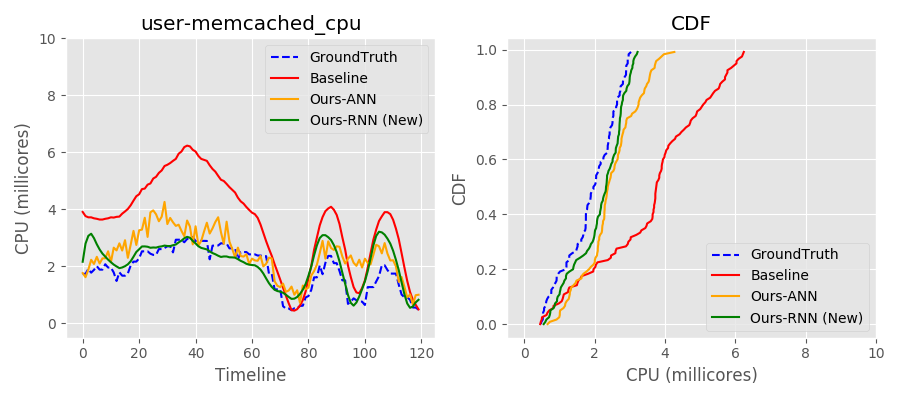 user-memcached_cpu
CPU (millicores)
10
8
6
4
2
0
0 20 40 60 80 100 120
Timeline
GroundTruth
Baseline
Ours-ANN
Ours-RNN (New)
CDF
CDF
1.0
0.8
0.6
0.4
0.2
0.0
0 2 4 6 8 10
CPU (millicores)
GroundTruth
Baseline
Ours-ANN
Ours-RNN (New)